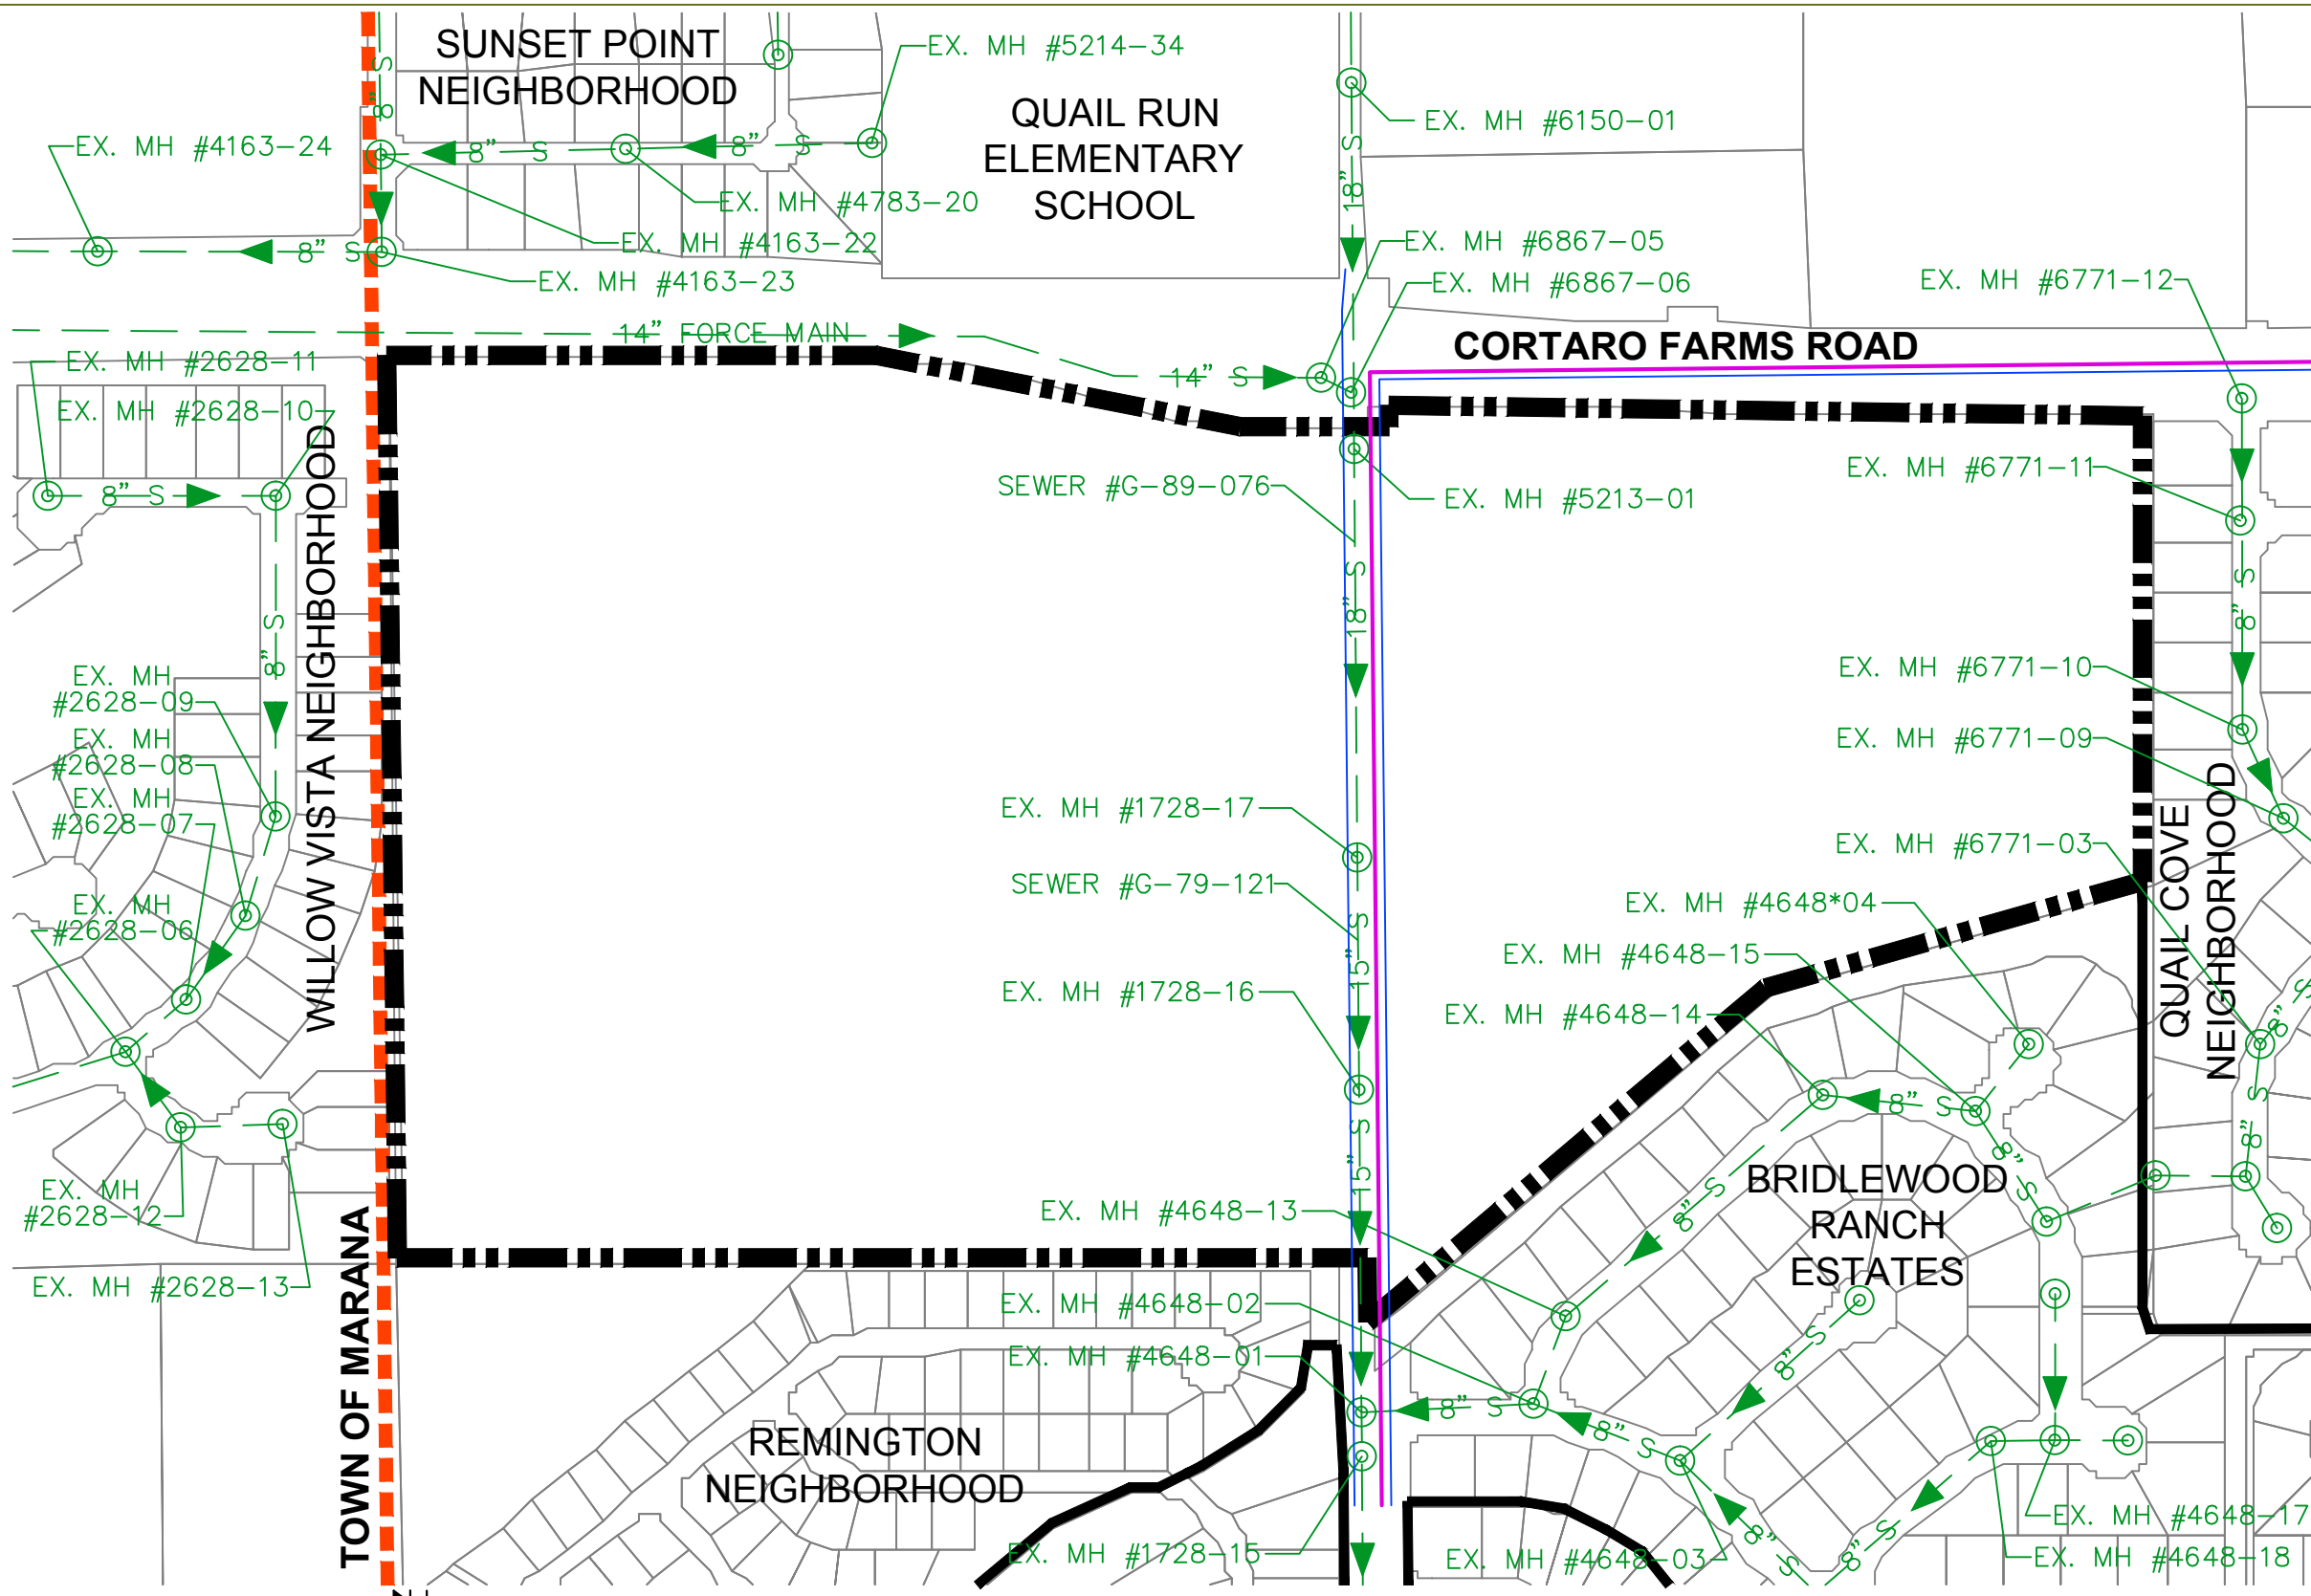 SUNSET POINT
NEIGHBORHOOD
EX. MH #5214-34
QUAIL RUN
ELEMENTARY
SCHOOL
EX. MH #6150-01
EX. MH #4163-24
8" S
8" S
8" S
18" S
EX. MH #4783-20
EX. MH #4163-22
EX. MH #4163-23
8" S
EX. MH #6867-05
EX. MH #6867-06
EX. MH #6771-12
14" FORCE MAIN
CORTARO FARMS ROAD
14" S
EX. MH #2628-11
EX. MH #2628-10
8" S
SEWER #G-89-076
EX. MH #5213-01
EX. MH #6771-11
WILLOW VISTA NEIGHBORHOOD
8" S
18" S
8" S
EX. MH
#2628-09
EX. MH
#2628-08
EX. MH
#2628-07
EX. MH
#2628-06
EX. MH #6771-10
EX. MH #6771-09
EX. MH #1728-17
SEWER #G-79-121
EX. MH #1728-16
15" S
EX. MH #6771-03
QUAIL COVE
NEIGHBORHOOD
EX. MH #4648*04
EX. MH #4648-15
EX. MH #4648-14
8" S
8" S
8" S
8" S
8" S
15" S
BRIDLEWOOD
RANCH
ESTATES
EX. MH
#2628-12
EX. MH #2628-13
EX. MH #4648-13
EX. MH #4648-02
EX. MH #4648-01
TOWN OF MARANA
8" S
8" S
8" S
REMINGTON
NEIGHBORHOOD
EX. MH #1728-15
EX. MH #4648-03
8" S
8" S
EX. MH #4648-17
EX. MH #4648-18